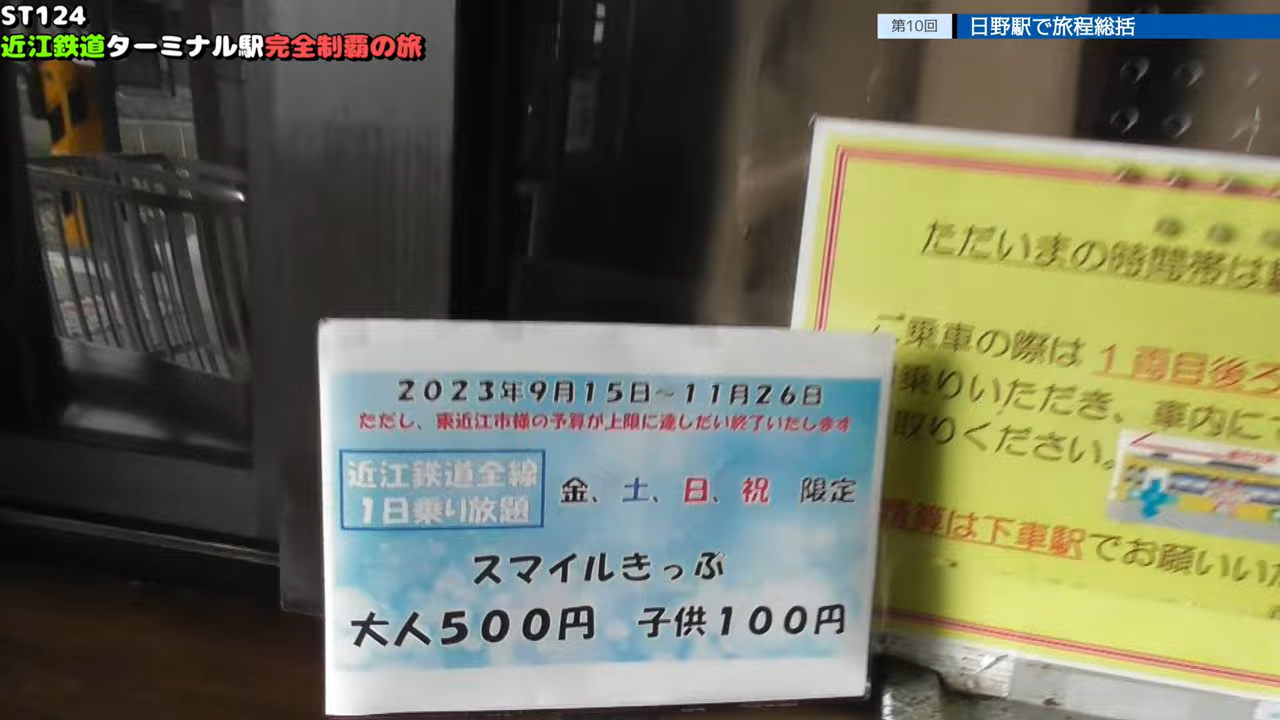 ST124
近江鉄道ターミナル駅完全制覇の旅
第10回
日野駅で旅程総括
2023年9月15日~11月26日
ただし、東近江市様の予算が上限に達しだい終了いたします
近江鉄道全線
1日乗り放題
金、土、日、祝 限定
スマイルきっぷ
大人500円 子供100円
ただいまの時間帯は
乗車の際は1両目後ろ
乗りいただき、車内にて
取りください。
精算は下車駅でお願いいた